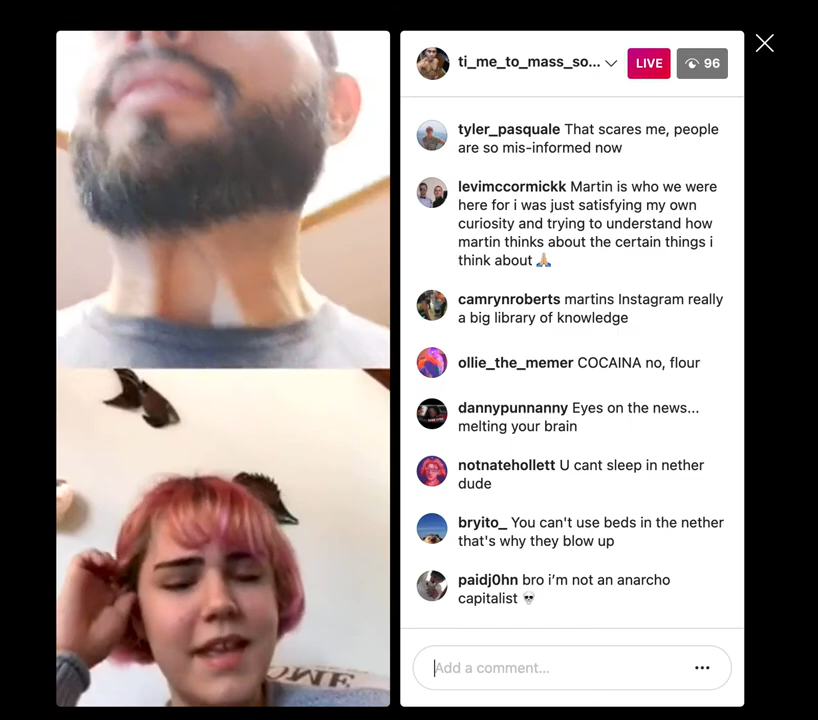 ti_me_to_mass_so...
LIVE
96
tyler_pasquale That scares me, people
are so mis-informed now
levimccormickk Martin is who we were
here for i was just satisfying my own
curiosity and trying to understand how
martin thinks about the certain things i
think about 🙏🏼
camrynroberts martins Instagram really
a big library of knowledge
ollie_the_memer COCAINA no, flour
dannypunnanny Eyes on the news...
melting your brain
notnatehollett U cant sleep in nether
dude
bryito_ You can't use beds in the nether
that's why they blow up
paidj0hn bro i’m not an anarcho
capitalist 💀
Add a comment...